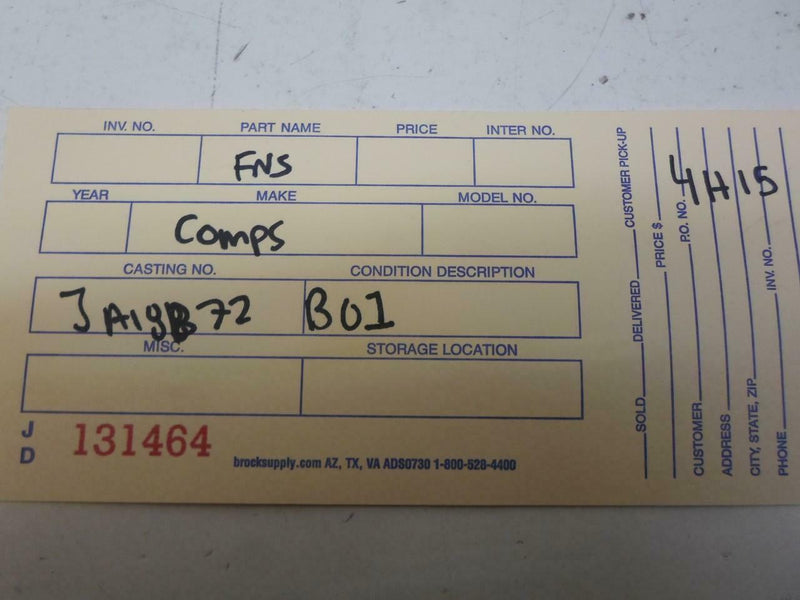 INV. NO. PART NAME PRICE INTER NO.
FNS
YEAR MAKE MODEL NO.
Comps
CASTING NO. CONDITION DESCRIPTION
B01
MISC. STORAGE LOCATION
J
D
131464
brocksupply.com AZ, TX, VA ADS0730 1-800-528-4400
SOLD DELIVERED CUSTOMER PICK-UP
PRICE $
CUSTOMER P.O. NO.
ADDRESS
CITY, STATE, ZIP
PHONE INV. NO.
4H15